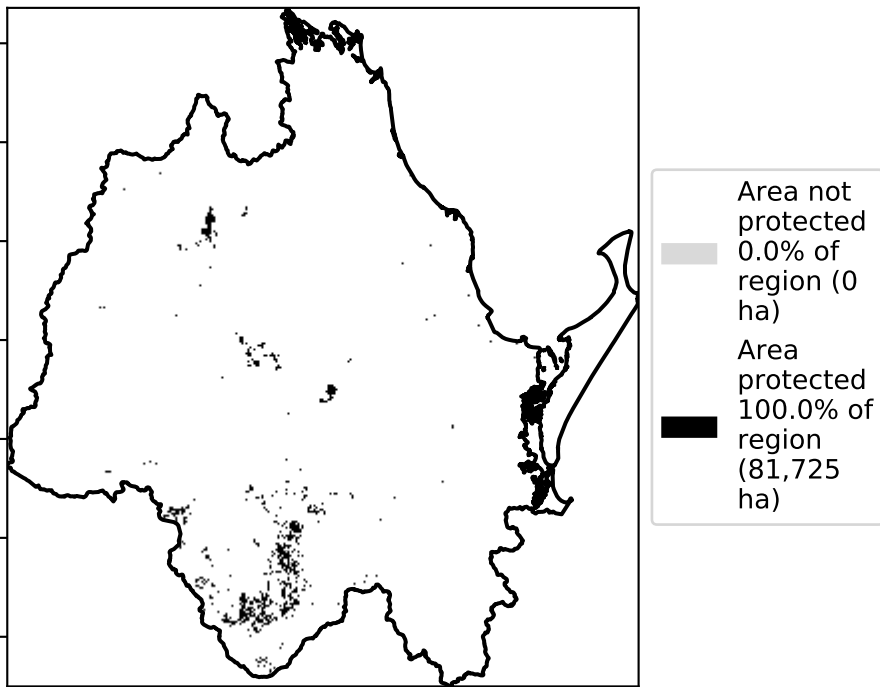 Area not
protected
0.0% of
region (0
ha)
Area
protected
100.0% of
region
(81,725
ha)